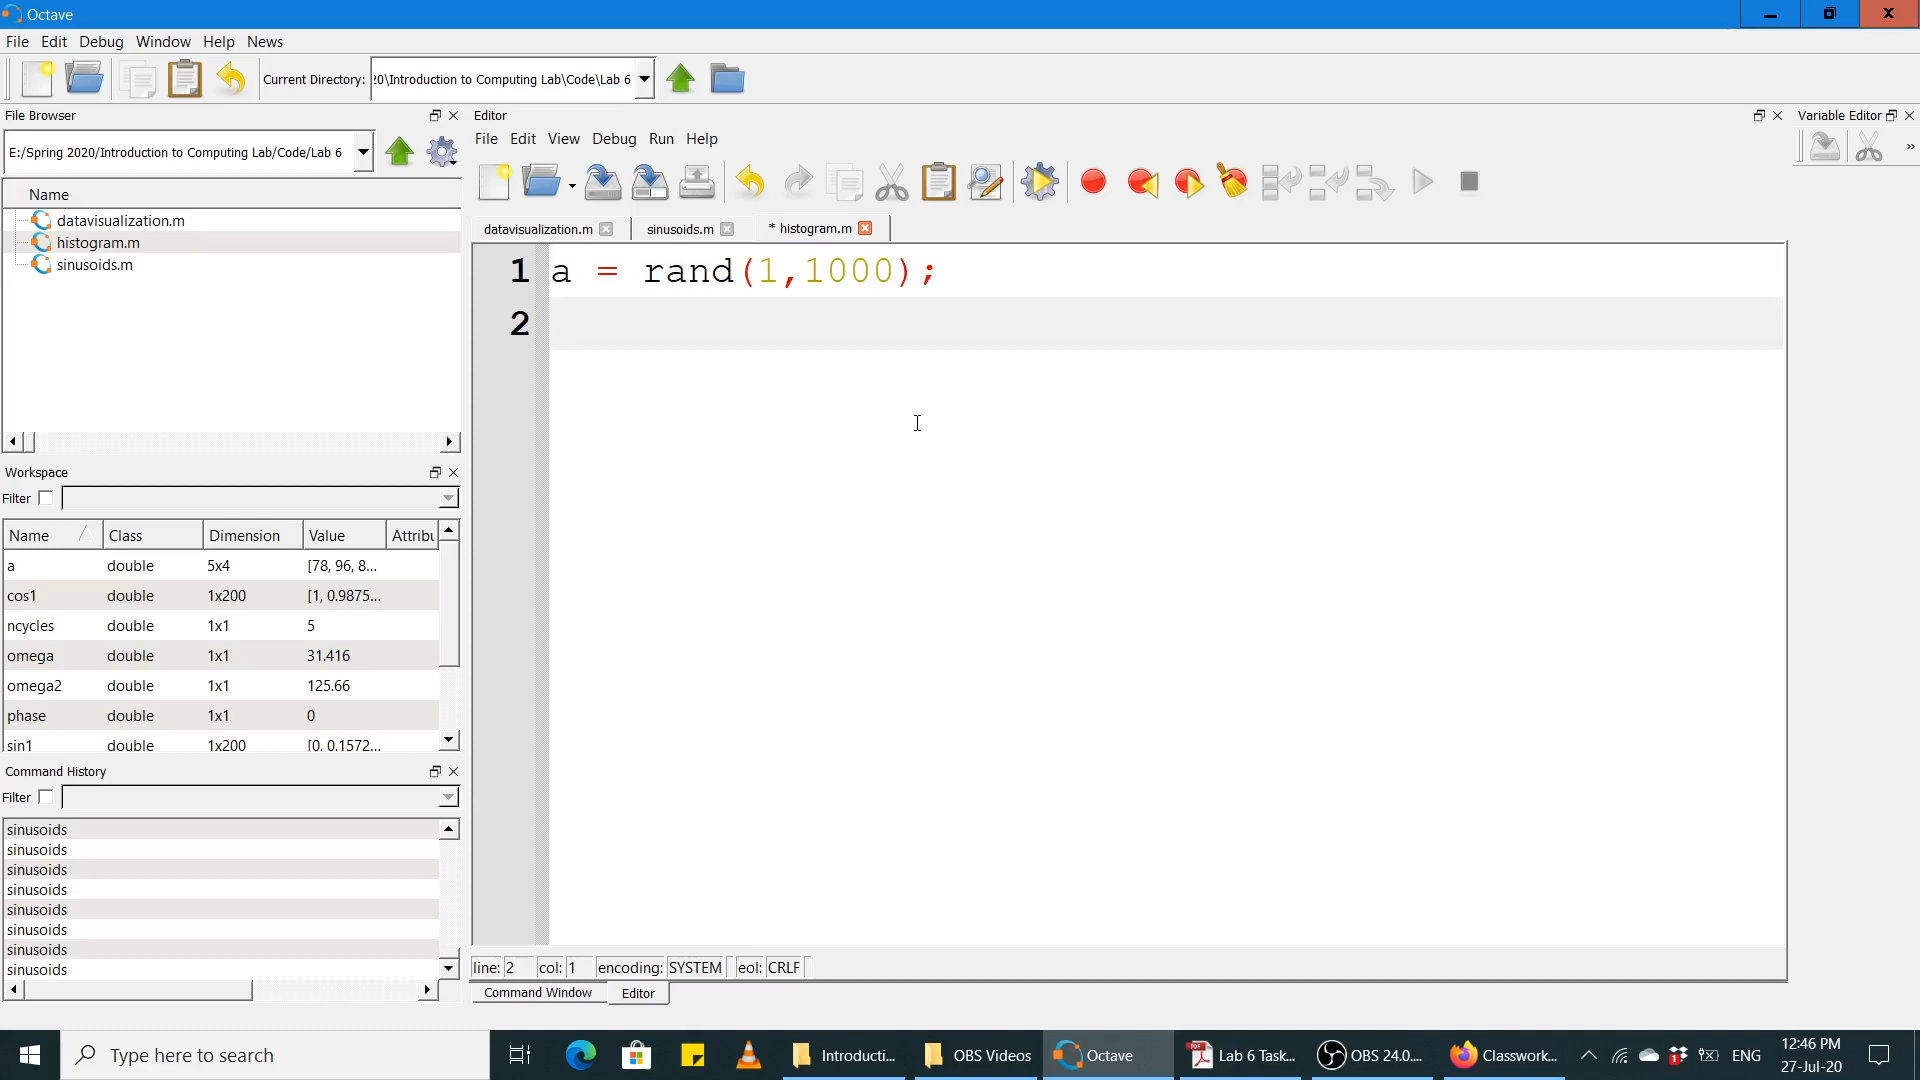 Octave
File Edit Debug Window Help News
Current Directory: 20\Introduction to Computing Lab\Code\Lab 6
File Browser
E:/Spring 2020/Introduction to Computing Lab/Code/Lab 6
Name
datavisualization.m
histogram.m
sinusoids.m
Workspace
Filter
Name Class Dimension Value Attribu
a double 5x4 [78, 96, 8...
cos1 double 1x200 [1, 0.9875...
ncycles double 1x1 5
omega double 1x1 31.416
omega2 double 1x1 125.66
phase double 1x1 0
sin1 double 1x200 [0, 0.1572...
Command History
Filter
sinusoids
sinusoids
sinusoids
sinusoids
sinusoids
sinusoids
sinusoids
sinusoids
Editor
File Edit View Debug Run Help
datavisualization.m sinusoids.m * histogram.m
1 a = rand(1,1000);
2
line: 2 col: 1 encoding: SYSTEM eol: CRLF
Command Window Editor
Variable Editor
»
Type here to search
Introducti... OBS Videos Octave Lab 6 Task... OBS 24.0.... Classwork...
ENG
12:46 PM
27-Jul-20